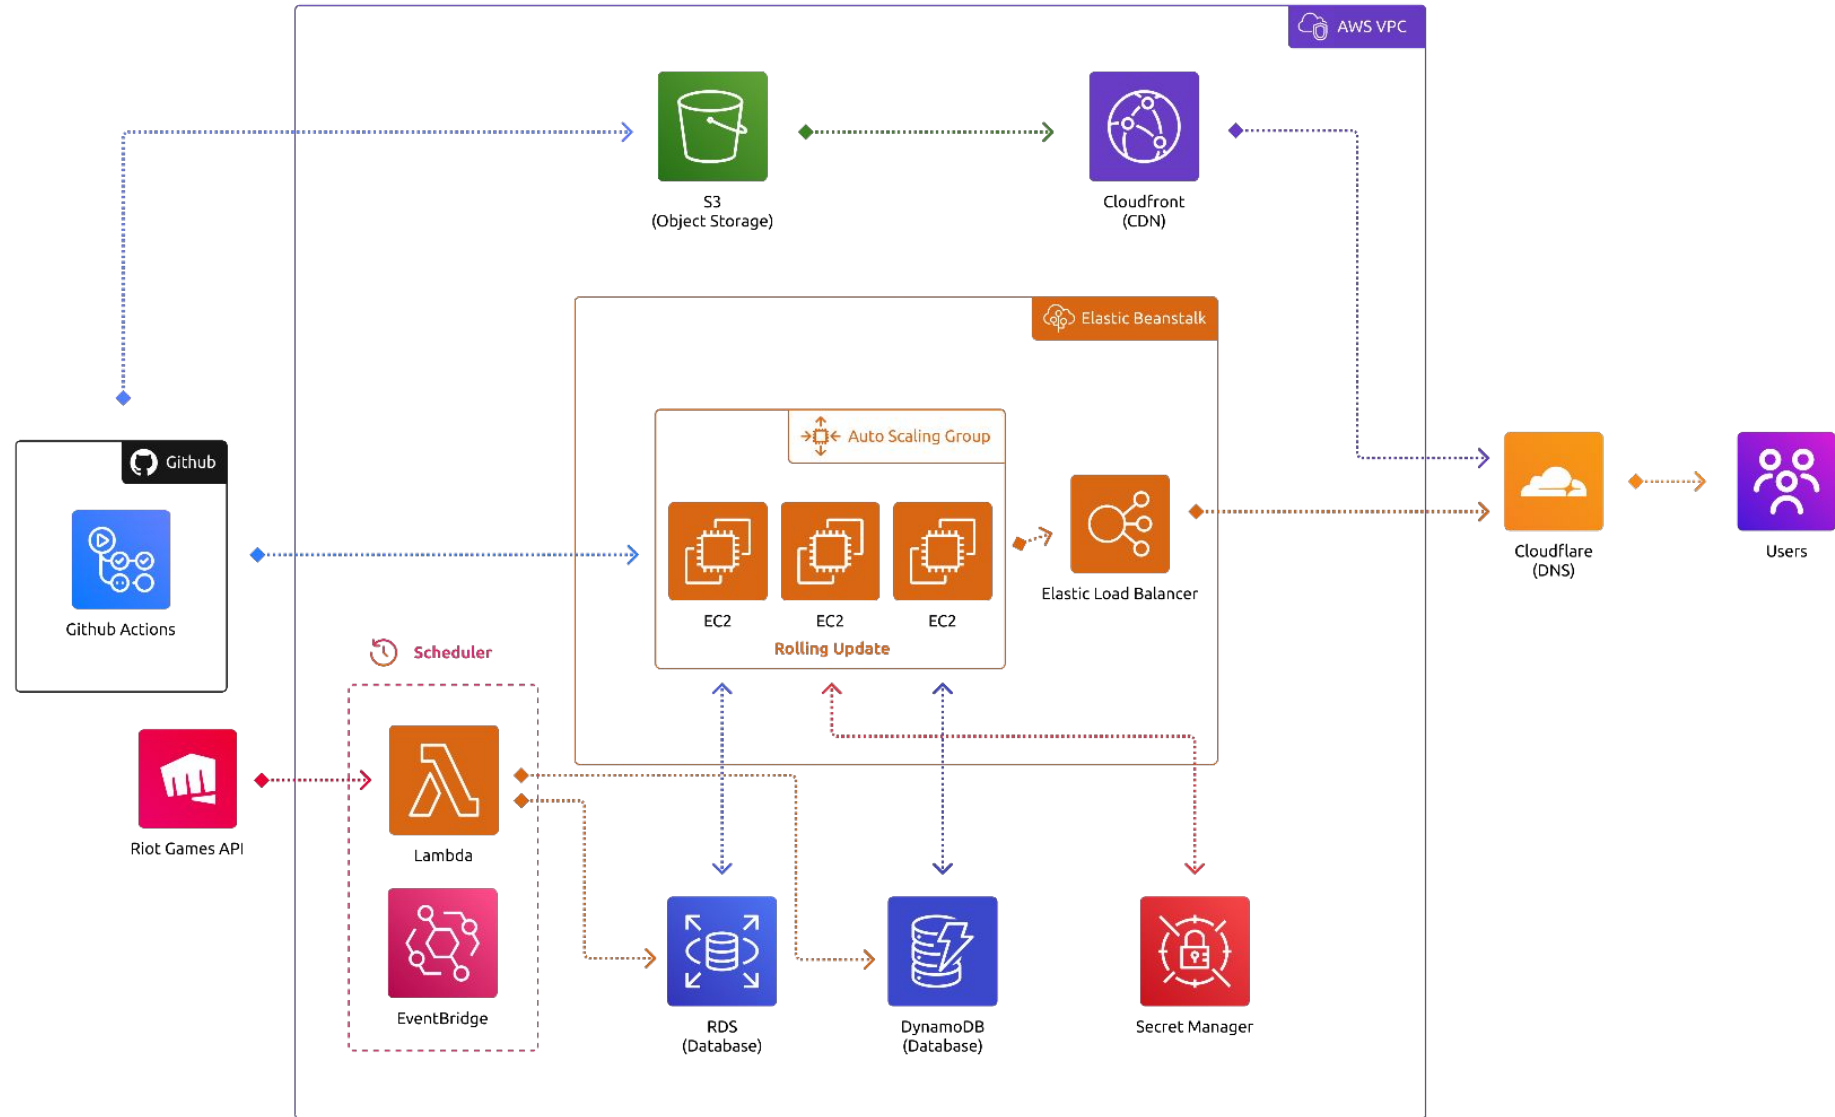 AWS VPC
S3
(Object Storage)
Cloudfront
(CDN)
Elastic Beanstalk
Auto Scaling Group
Github
Github Actions
EC2
EC2
EC2
Rolling Update
Elastic Load Balancer
Cloudflare
(DNS)
Users
Scheduler
Riot Games API
Lambda
EventBridge
RDS
(Database)
DynamoDB
(Database)
Secret Manager